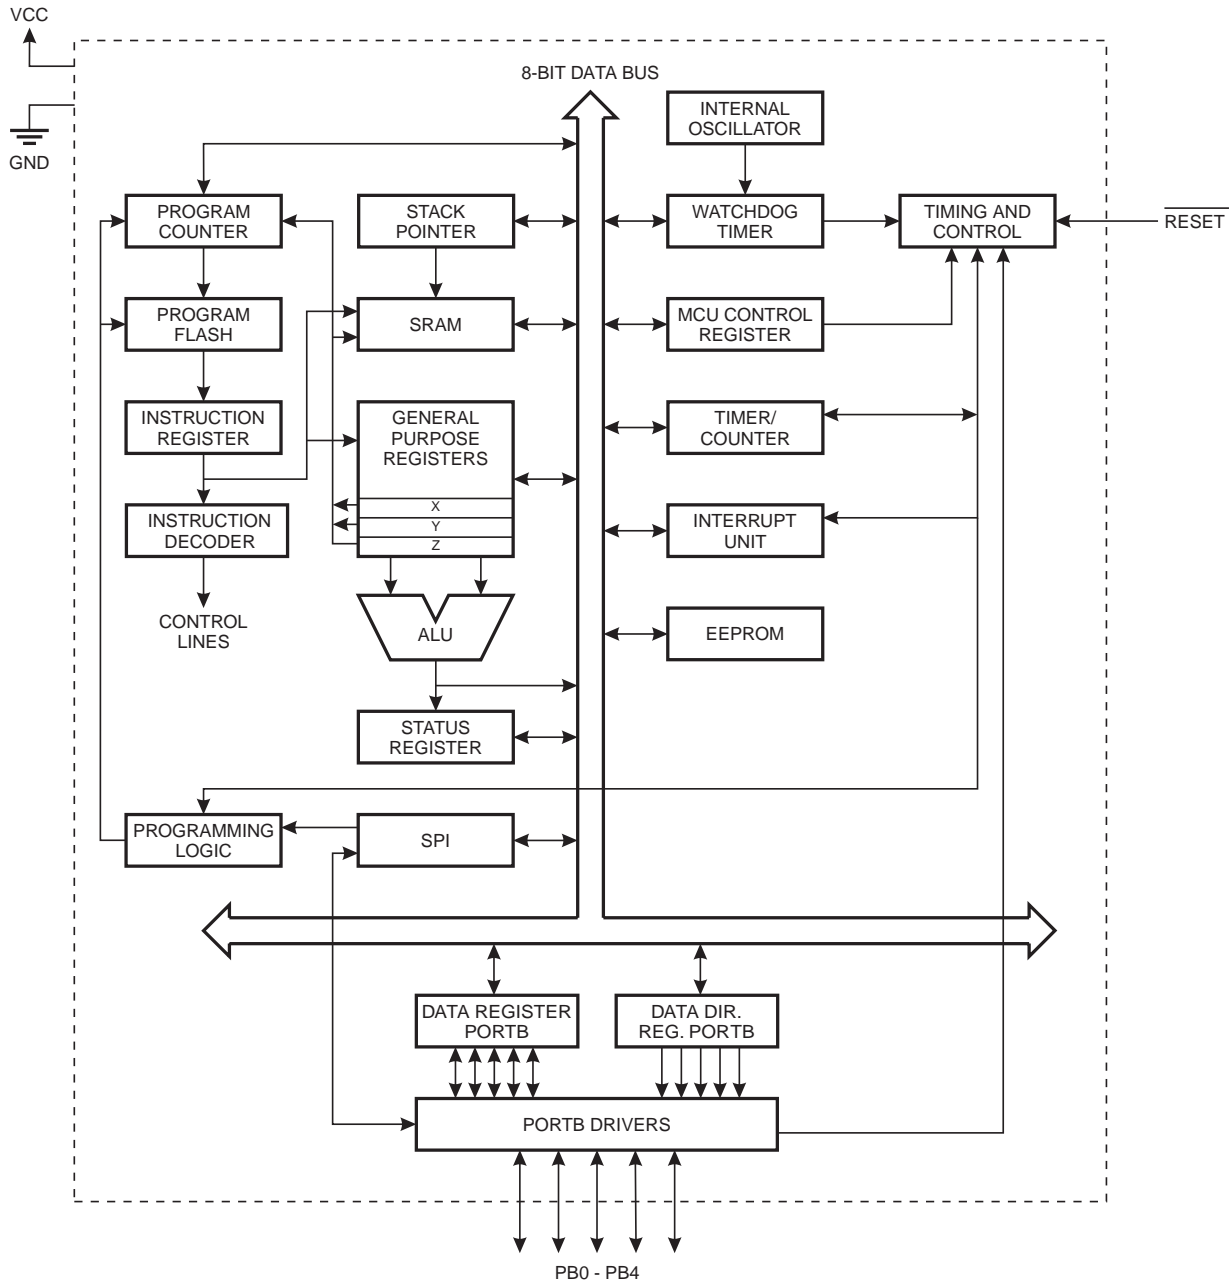 VCC
8-BIT DATA BUS
INTERNAL
OSCILLATOR
GND
PROGRAM
COUNTER
STACK
POINTER
WATCHDOG
TIMER
TIMING AND
CONTROL
RESET
PROGRAM
FLASH
SRAM
MCU CONTROL
REGISTER
INSTRUCTION
REGISTER
GENERAL
PURPOSE
REGISTERS
X
Y
Z
TIMER/
COUNTER
INSTRUCTION
DECODER
INTERRUPT
UNIT
CONTROL
LINES
ALU
EEPROM
STATUS
REGISTER
PROGRAMMING
LOGIC
SPI
DATA REGISTER
PORTB
DATA DIR.
REG. PORTB
PORTB DRIVERS
PB0 - PB4